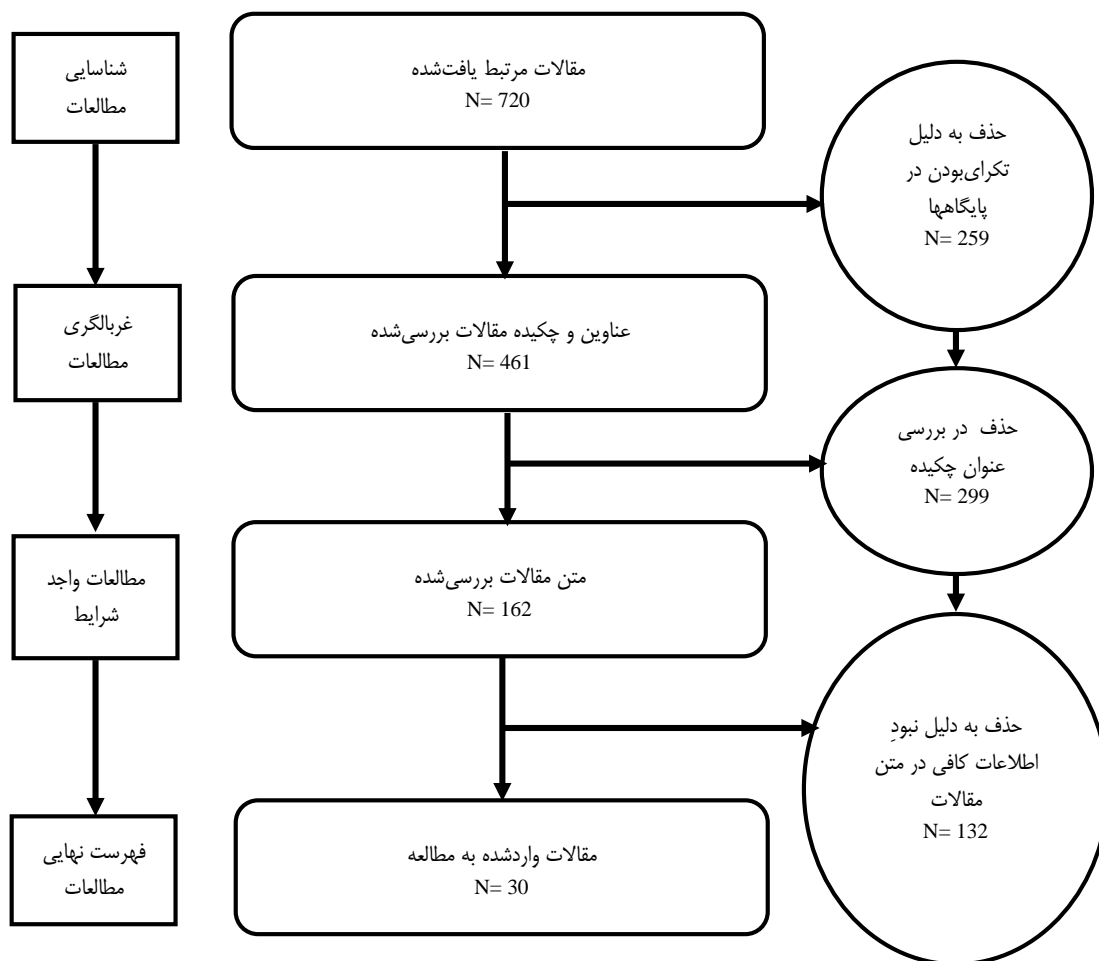 شناسایی
مطالعات
مقالات مرتبط یافت‌شده
N= 720
حذف به دلیل
تکرای‌بودن در
پایگاهها
N= 259
غربالگری
مطالعات
عناوین و چکیده مقالات بررسی‌شده
N= 461
حذف در بررسی
عنوان چکیده
N= 299
مطالعات واجد
شرایط
متن مقالات بررسی‌شده
N= 162
حذف به دلیل نبودِ
اطلاعات کافی در متن
مقالات
N= 132
فهرست نهایی
مطالعات
مقالات واردشده به مطالعه
N= 30